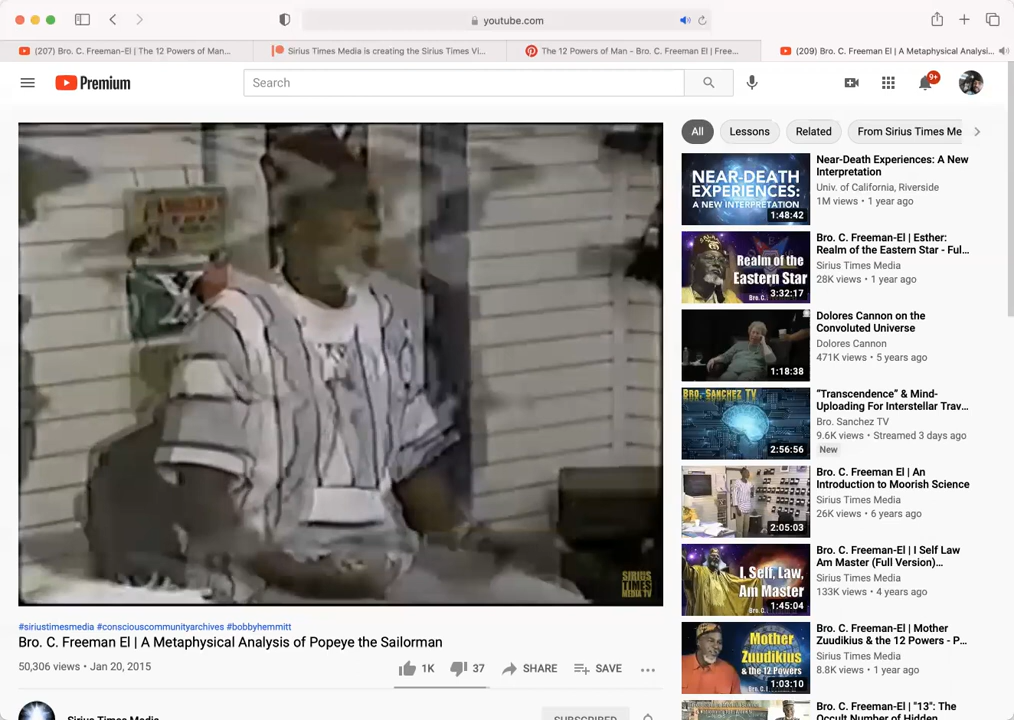 youtube.com
(207) Bro. C. Freeman-El | The 12 Powers of Man...
Sirius Times Media is creating the Sirius Times Vi...
The 12 Powers of Man - Bro. C. Freeman El | Free...
(209) Bro. C. Freeman El | A Metaphysical Analysi...
Premium
Search
9+
All
Lessons
Related
From Sirius Times Me
NEAR-DEATH
EXPERIENCES:
A NEW INTERPRETATION
1:48:42
Near-Death Experiences: A New
Interpretation
Univ. of California, Riverside
1M views • 1 year ago
Realm of the
Eastern Star
Bro. C.
3:32:17
Bro. C. Freeman-El | Esther:
Realm of the Eastern Star - Ful...
Sirius Times Media
28K views • 1 year ago
1:18:38
Dolores Cannon on the
Convoluted Universe
Dolores Cannon
471K views • 5 years ago
BRO. SANCHEZ TV
2:56:56
“Transcendence” & Mind-
Uploading For Interstellar Trav...
Bro. Sanchez TV
9.6K views • Streamed 3 days ago
New
2:05:03
Bro. C. Freeman El | An
Introduction to Moorish Science
Sirius Times Media
26K views • 6 years ago
I, Self, Law,
Am Master
1:45:04
Bro. C. Freeman-El | I Self Law
Am Master (Full Version)...
Sirius Times Media
133K views • 4 years ago
Mother
Zuudikius
& the 12 Powers
1:03:10
Bro. C. Freeman-El | Mother
Zuudikius & the 12 Powers - P...
Sirius Times Media
8.8K views • 1 year ago
Bro. C. Freeman-El | "13": The
Occult Number of Hidden
X
SIRIUS
TIMES
MEDIA TV
#siriustimesmedia #consciouscommunityarchives #bobbyhemmitt
Bro. C. Freeman El | A Metaphysical Analysis of Popeye the Sailorman
50,306 views • Jan 20, 2015
1K
37
SHARE
SAVE
Sirius Times Media
SUBSCRIBED